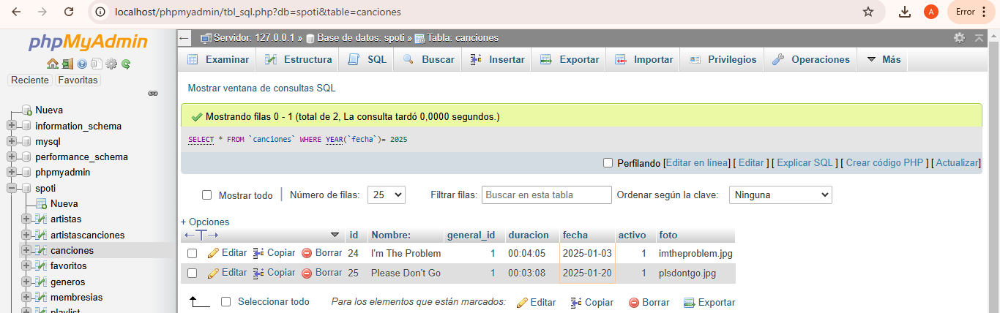 localhost/phpmyadmin/tbl_sql.php?db=spoti&table=canciones
A
Error
phpMyAdmin
Reciente Favoritas
Nueva
information_schema
mysql
performance_schema
phpmyadmin
spoti
Nueva
artistas
artistascanciones
canciones
favoritos
generos
membresias
playlist
Servidor: 127.0.0.1 » Base de datos: spoti » Tabla: canciones
Examinar Estructura SQL Buscar Insertar Exportar Importar Privilegios Operaciones Más
Mostrar ventana de consultas SQL
Mostrando filas 0 - 1 (total de 2, La consulta tardó 0,0000 segundos.)
SELECT * FROM `canciones` WHERE YEAR(`fecha`)= 2025
Perfilando [Editar en línea] [ Editar ] [ Explicar SQL ] [ Crear código PHP ] [ Actualizar]
Mostrar todo Número de filas: 25 Filtrar filas: Buscar en esta tabla Ordenar según la clave: Ninguna
+ Opciones
id Nombre: general_id duracion fecha activo foto
Editar Copiar Borrar 24 I'm The Problem 1 00:04:05 2025-01-03 1 imtheproblem.jpg
Editar Copiar Borrar 25 Please Don't Go 1 00:03:08 2025-01-20 1 plsdontgo.jpg
Seleccionar todo Para los elementos que están marcados: Editar Copiar Borrar Exportar